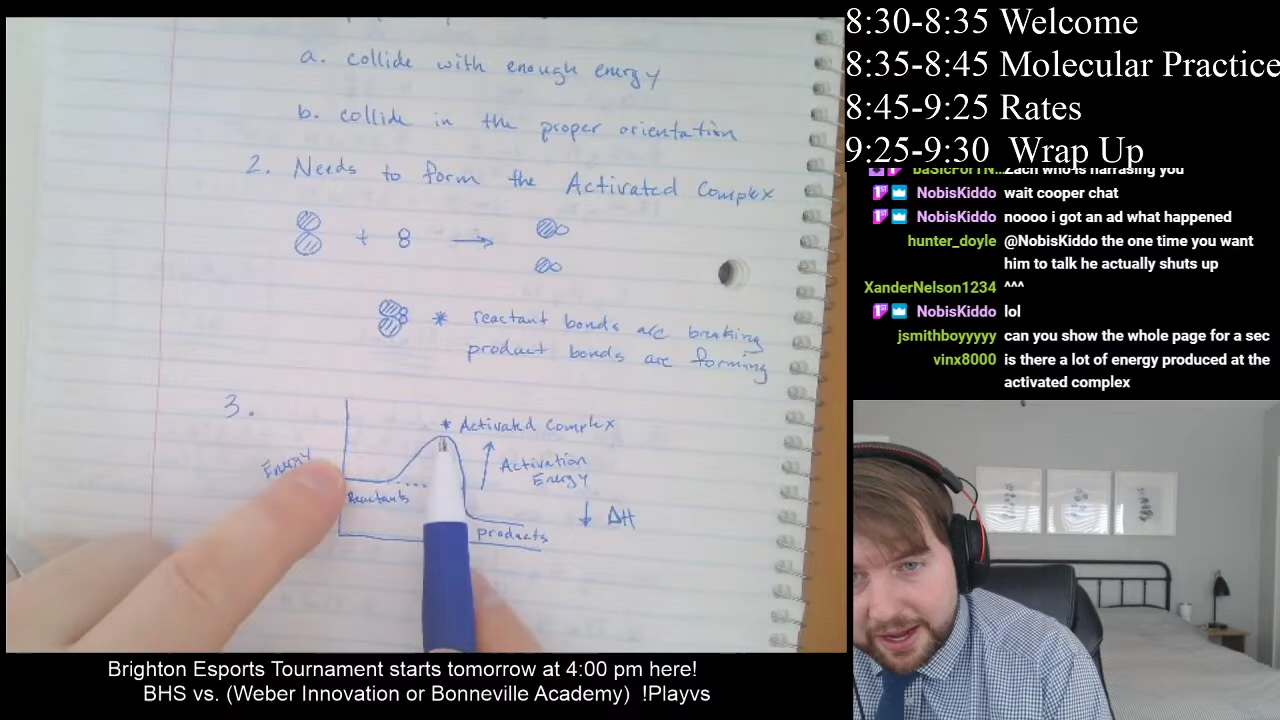 a. collide with enough energy
b. collide in the proper orientation
2. Needs to form the Activated Complex
+ →
* reactant bonds are breaking
product bonds are forming
3.
* Activated Complex
Energy
Activation
Energy
Reactants
↓ ΔH
products
8:30-8:35 Welcome
8:35-8:45 Molecular Practice
8:45-9:25 Rates
9:25-9:30 Wrap Up
Zach who is harrasing you
NobisKiddo wait cooper chat
NobisKiddo noooo i got an ad what happened
hunter_doyle @NobisKiddo the one time you want
him to talk he actually shuts up
XanderNelson1234 ^^^
NobisKiddo lol
jsmithboyyyyy can you show the whole page for a sec
vinx8000 is there a lot of energy produced at the
activated complex
Brighton Esports Tournament starts tomorrow at 4:00 pm here!
BHS vs. (Weber Innovation or Bonneville Academy) !Playvs